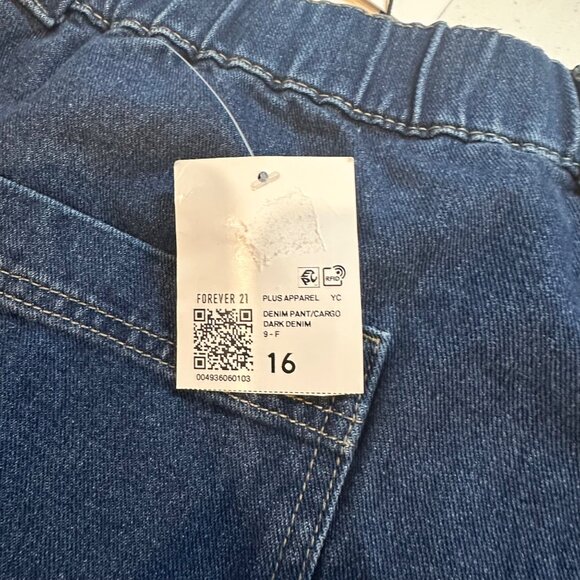 RFID
FOREVER 21
PLUS APPAREL YC
DENIM PANT/CARGO
DARK DENIM
9 - F
16
004936060103